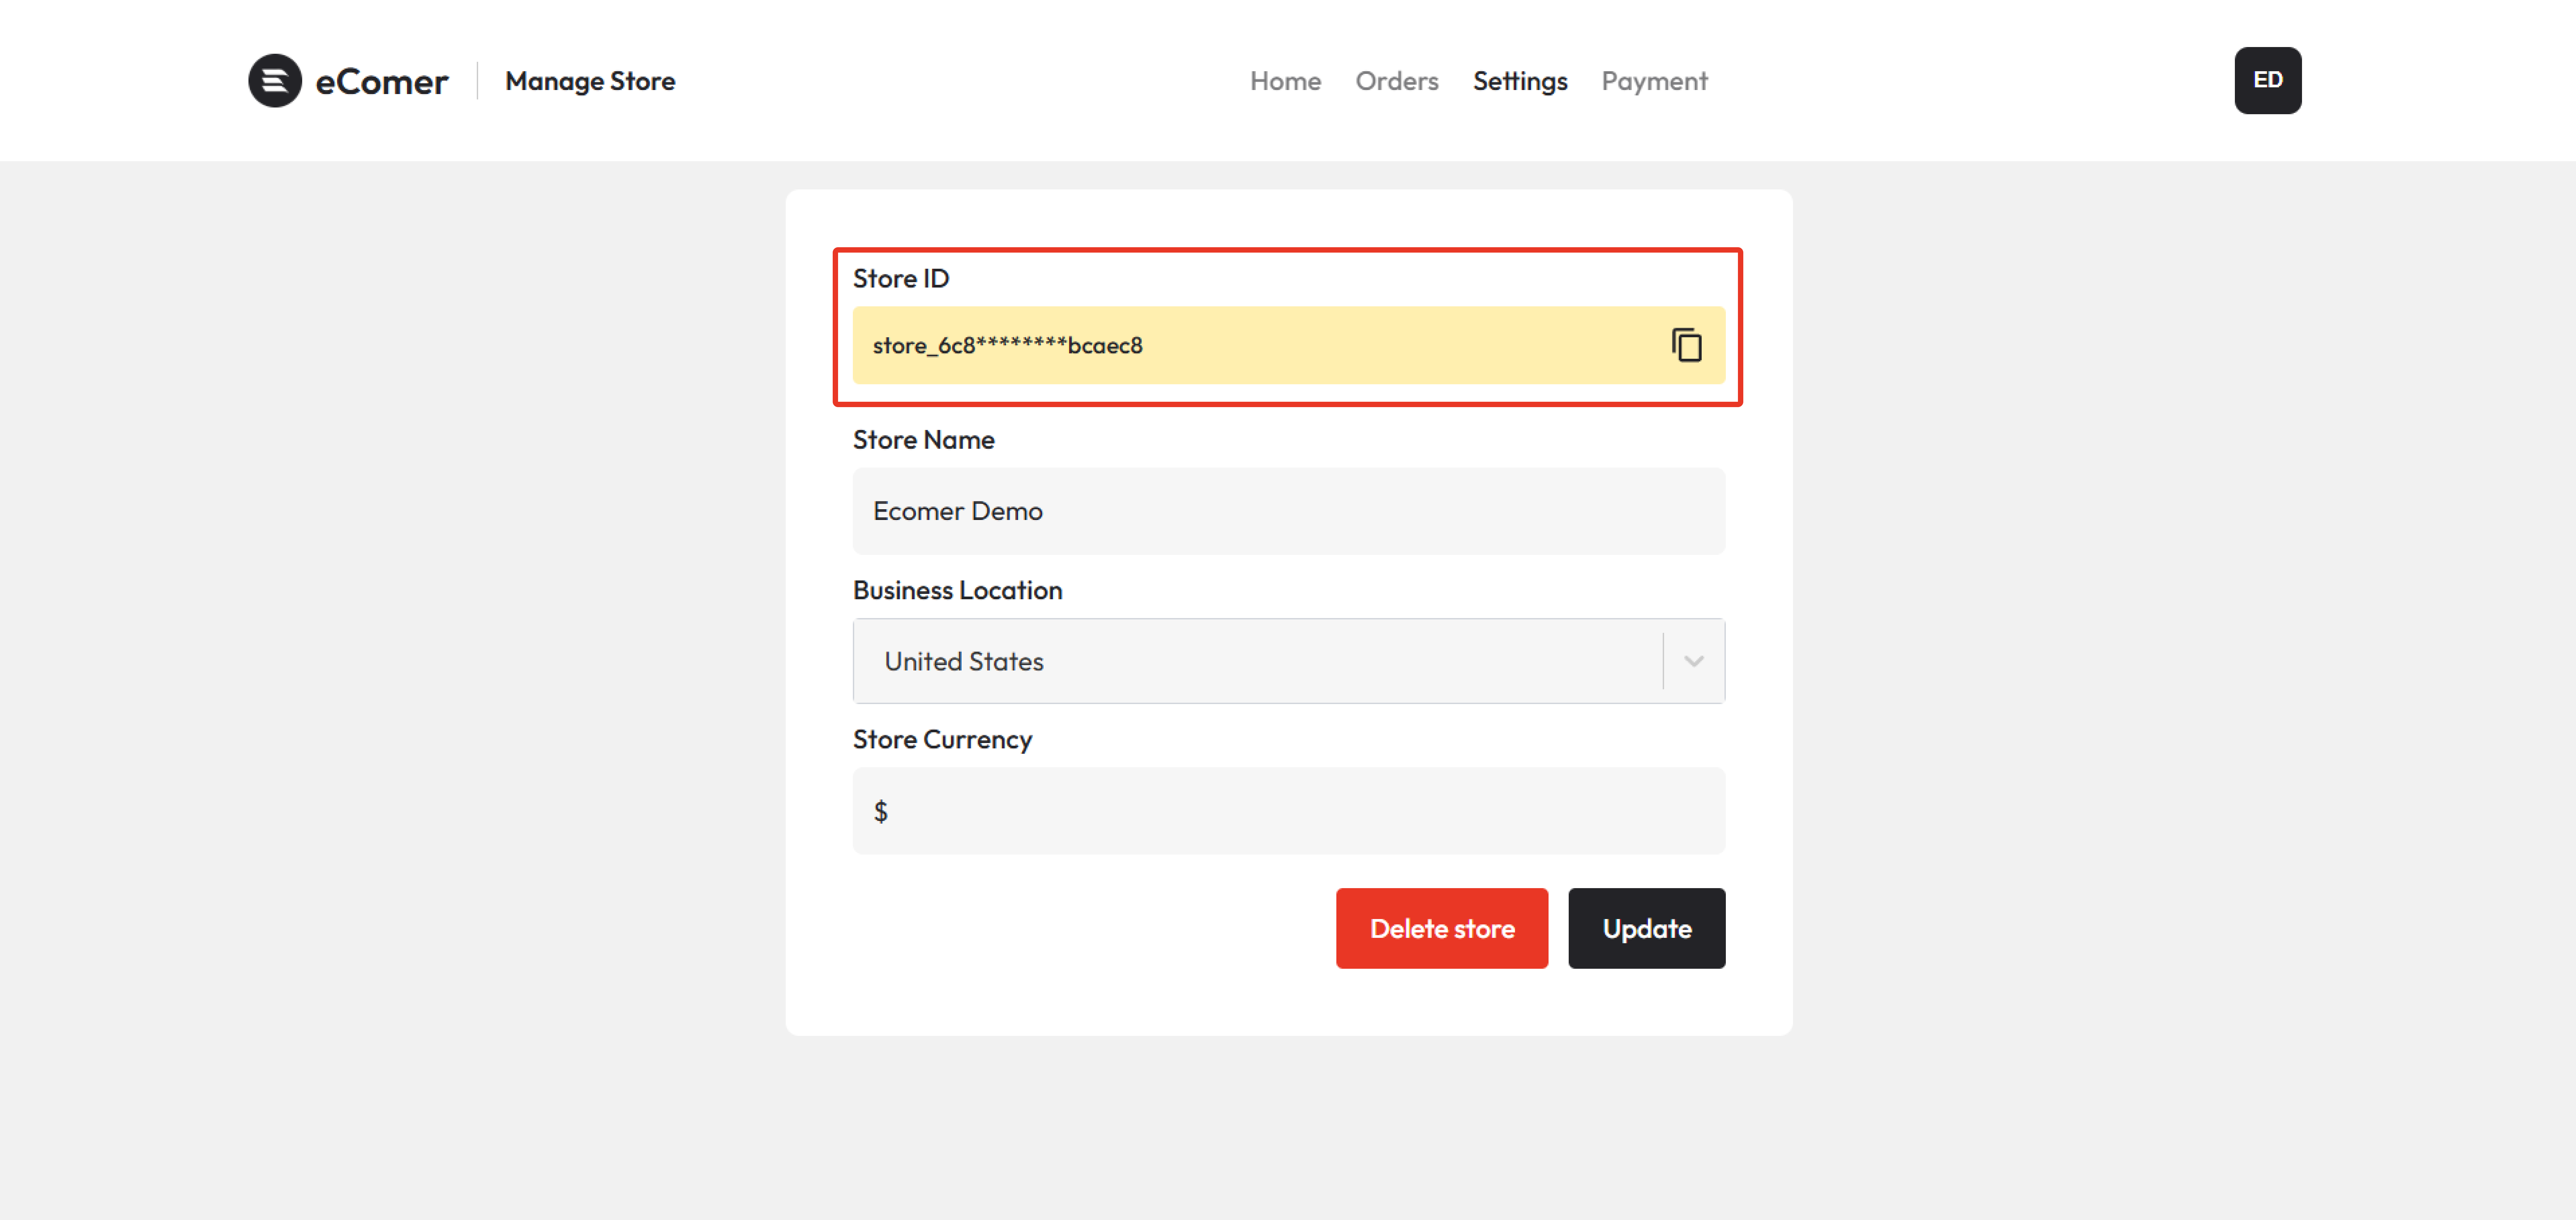 eComer
Manage Store
Home
Orders
Settings
Payment
ED
Store ID
store_6c8********bcaec8
Store Name
Ecomer Demo
Business Location
United States
Store Currency
$
Delete store
Update